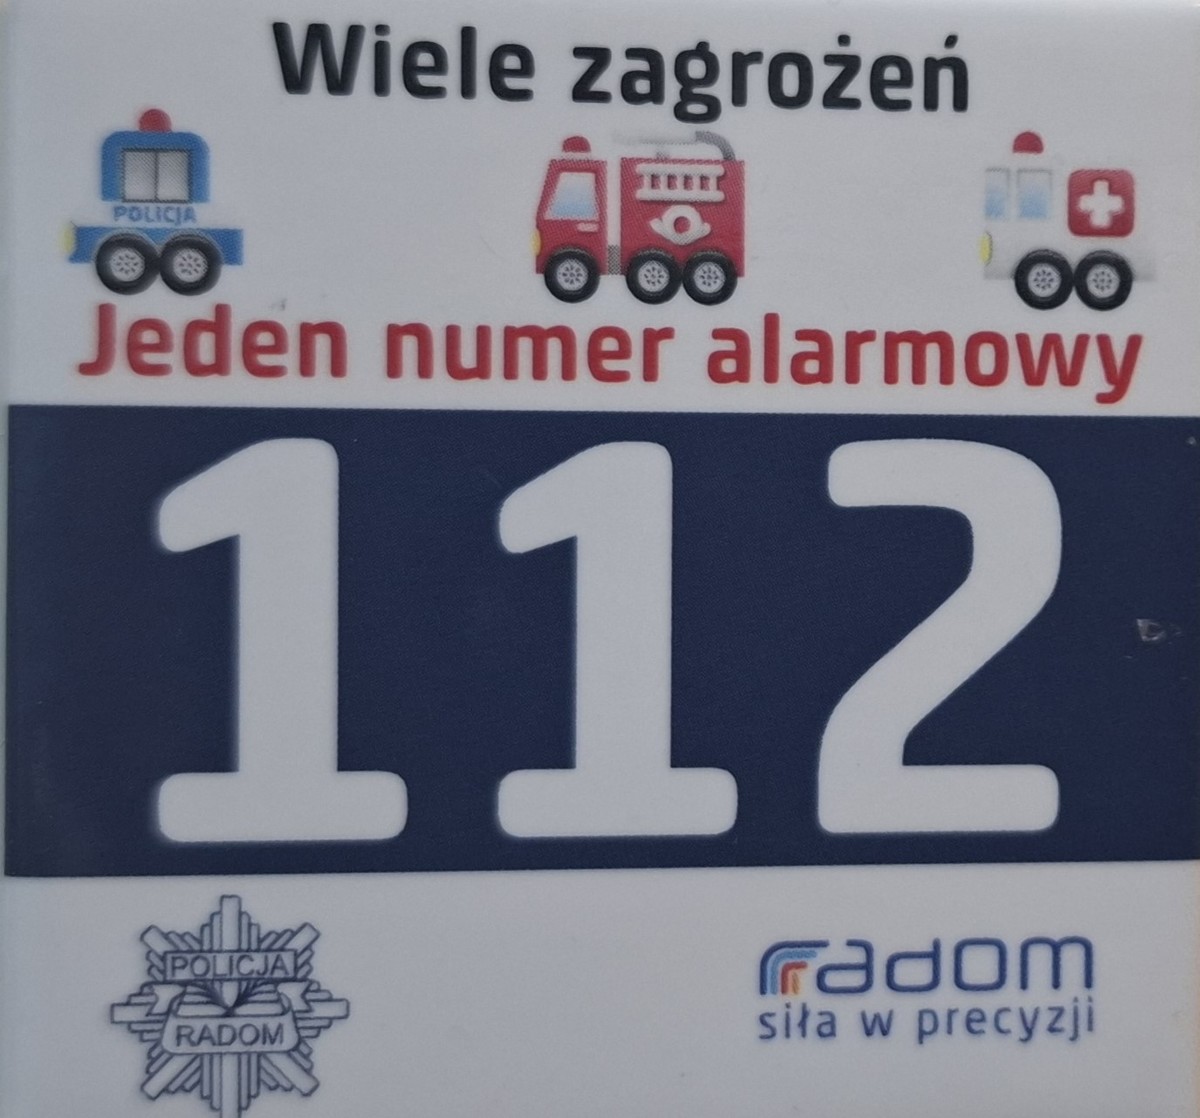 Wiele zagrożeń
POLICJA
Jeden numer alarmowy
112
POLICJA
RADOM
radom
siła w precyzji